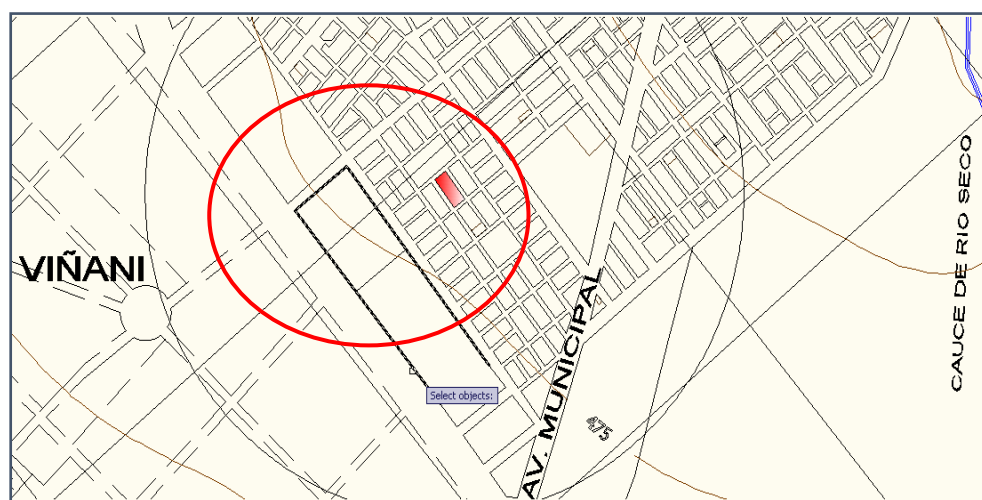 VIÑANI
Select objects:
AV. MUNICIPAL
475
CAUCE DE RIO SECO